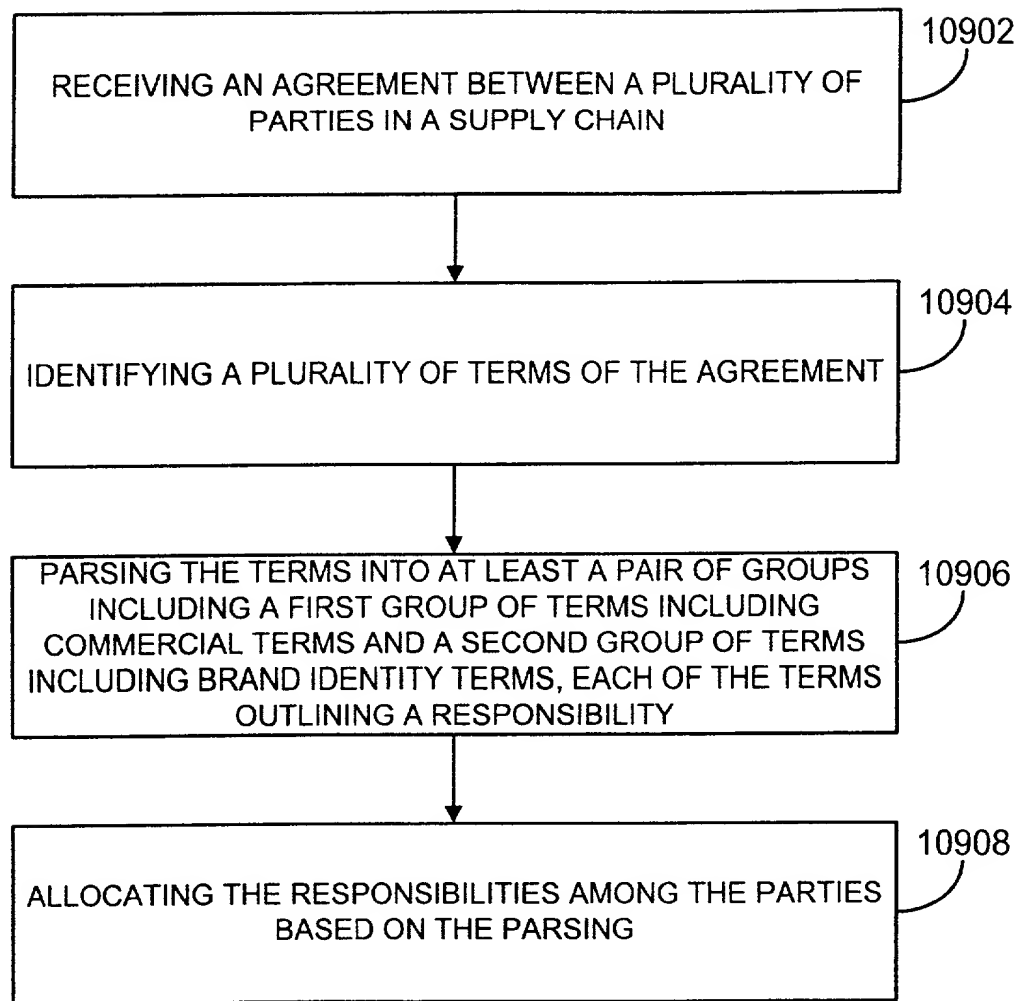 10902
RECEIVING AN AGREEMENT BETWEEN A PLURALITY OF
PARTIES IN A SUPPLY CHAIN
10904
IDENTIFYING A PLURALITY OF TERMS OF THE AGREEMENT
10906
PARSING THE TERMS INTO AT LEAST A PAIR OF GROUPS
INCLUDING A FIRST GROUP OF TERMS INCLUDING
COMMERCIAL TERMS AND A SECOND GROUP OF TERMS
INCLUDING BRAND IDENTITY TERMS, EACH OF THE TERMS
OUTLINING A RESPONSIBILITY
10908
ALLOCATING THE RESPONSIBILITIES AMONG THE PARTIES
BASED ON THE PARSING